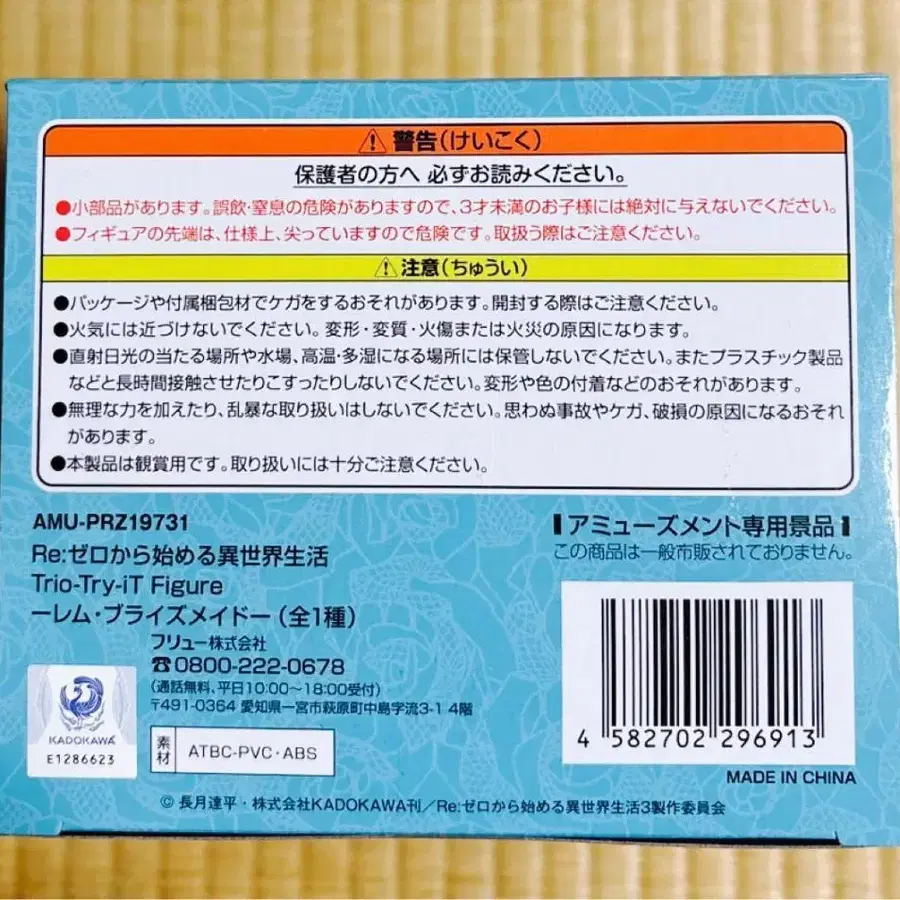 ⚠警告(けいこく)
保護者の方へ 必ずお読みください。
●小部品があります。誤飲・窒息の危険がありますので、3才未満のお子様には絶対に与えないでください。
●フィギュアの先端は、仕様上、尖っていますので危険です。取扱う際はご注意ください。
⚠注意(ちゅうい)
●パッケージや付属梱包材でケガをするおそれがあります。開封する際はご注意ください。
●火気には近づけないでください。変形・変質・火傷または火災の原因になります。
●直射日光の当たる場所や水場、高温・多湿になる場所には保管しないでください。またプラスチック製品
などと長時間接触させたりこすったりしないでください。変形や色の付着などのおそれがあります。
●無理な力を加えたり、乱暴な取り扱いはしないでください。思わぬ事故やケガ、破損の原因になるおそれ
があります。
●本製品は観賞用です。取り扱いには十分ご注意ください。
AMU-PRZ19731
Re:ゼロから始める異世界生活
Trio-Try-iT Figure
ーレム・ブライズメイドー(全1種)
フリュー株式会社
☎0800-222-0678
(通話無料、平日10:00〜18:00受付)
〒491-0364 愛知県一宮市萩原町中島字流3-1 4階
アミューズメント専用景品
この商品は一般市販されておりません。
KADOKAWA
E1286623
素材
ATBC-PVC・ABS
4 582702 296913
MADE IN CHINA
© 長月達平・株式会社KADOKAWA刊/Re:ゼロから始める異世界生活3製作委員会